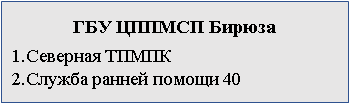 ГБУ ЦППМСП Бирюза
1.Северная ТПМПК
2.Служба ранней помощи 40